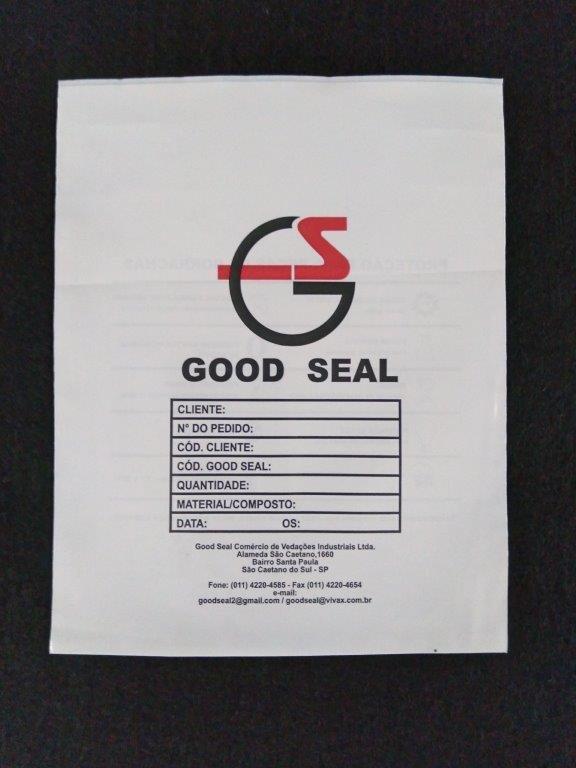 GS
GOOD SEAL
CLIENTE:
N° DO PEDIDO:
CÓD. CLIENTE:
CÓD. GOOD SEAL:
QUANTIDADE:
MATERIAL/COMPOSTO:
DATA: OS:
Good Seal Comércio de Vedações Industriais Ltda.
Alameda São Caetano,1660
Bairro Santa Paula
São Caetano do Sul - SP
Fone: (011) 4220-4585 - Fax (011) 4220-4654
e-mail:
goodseal2@gmail.com / goodseal@vivax.com.br